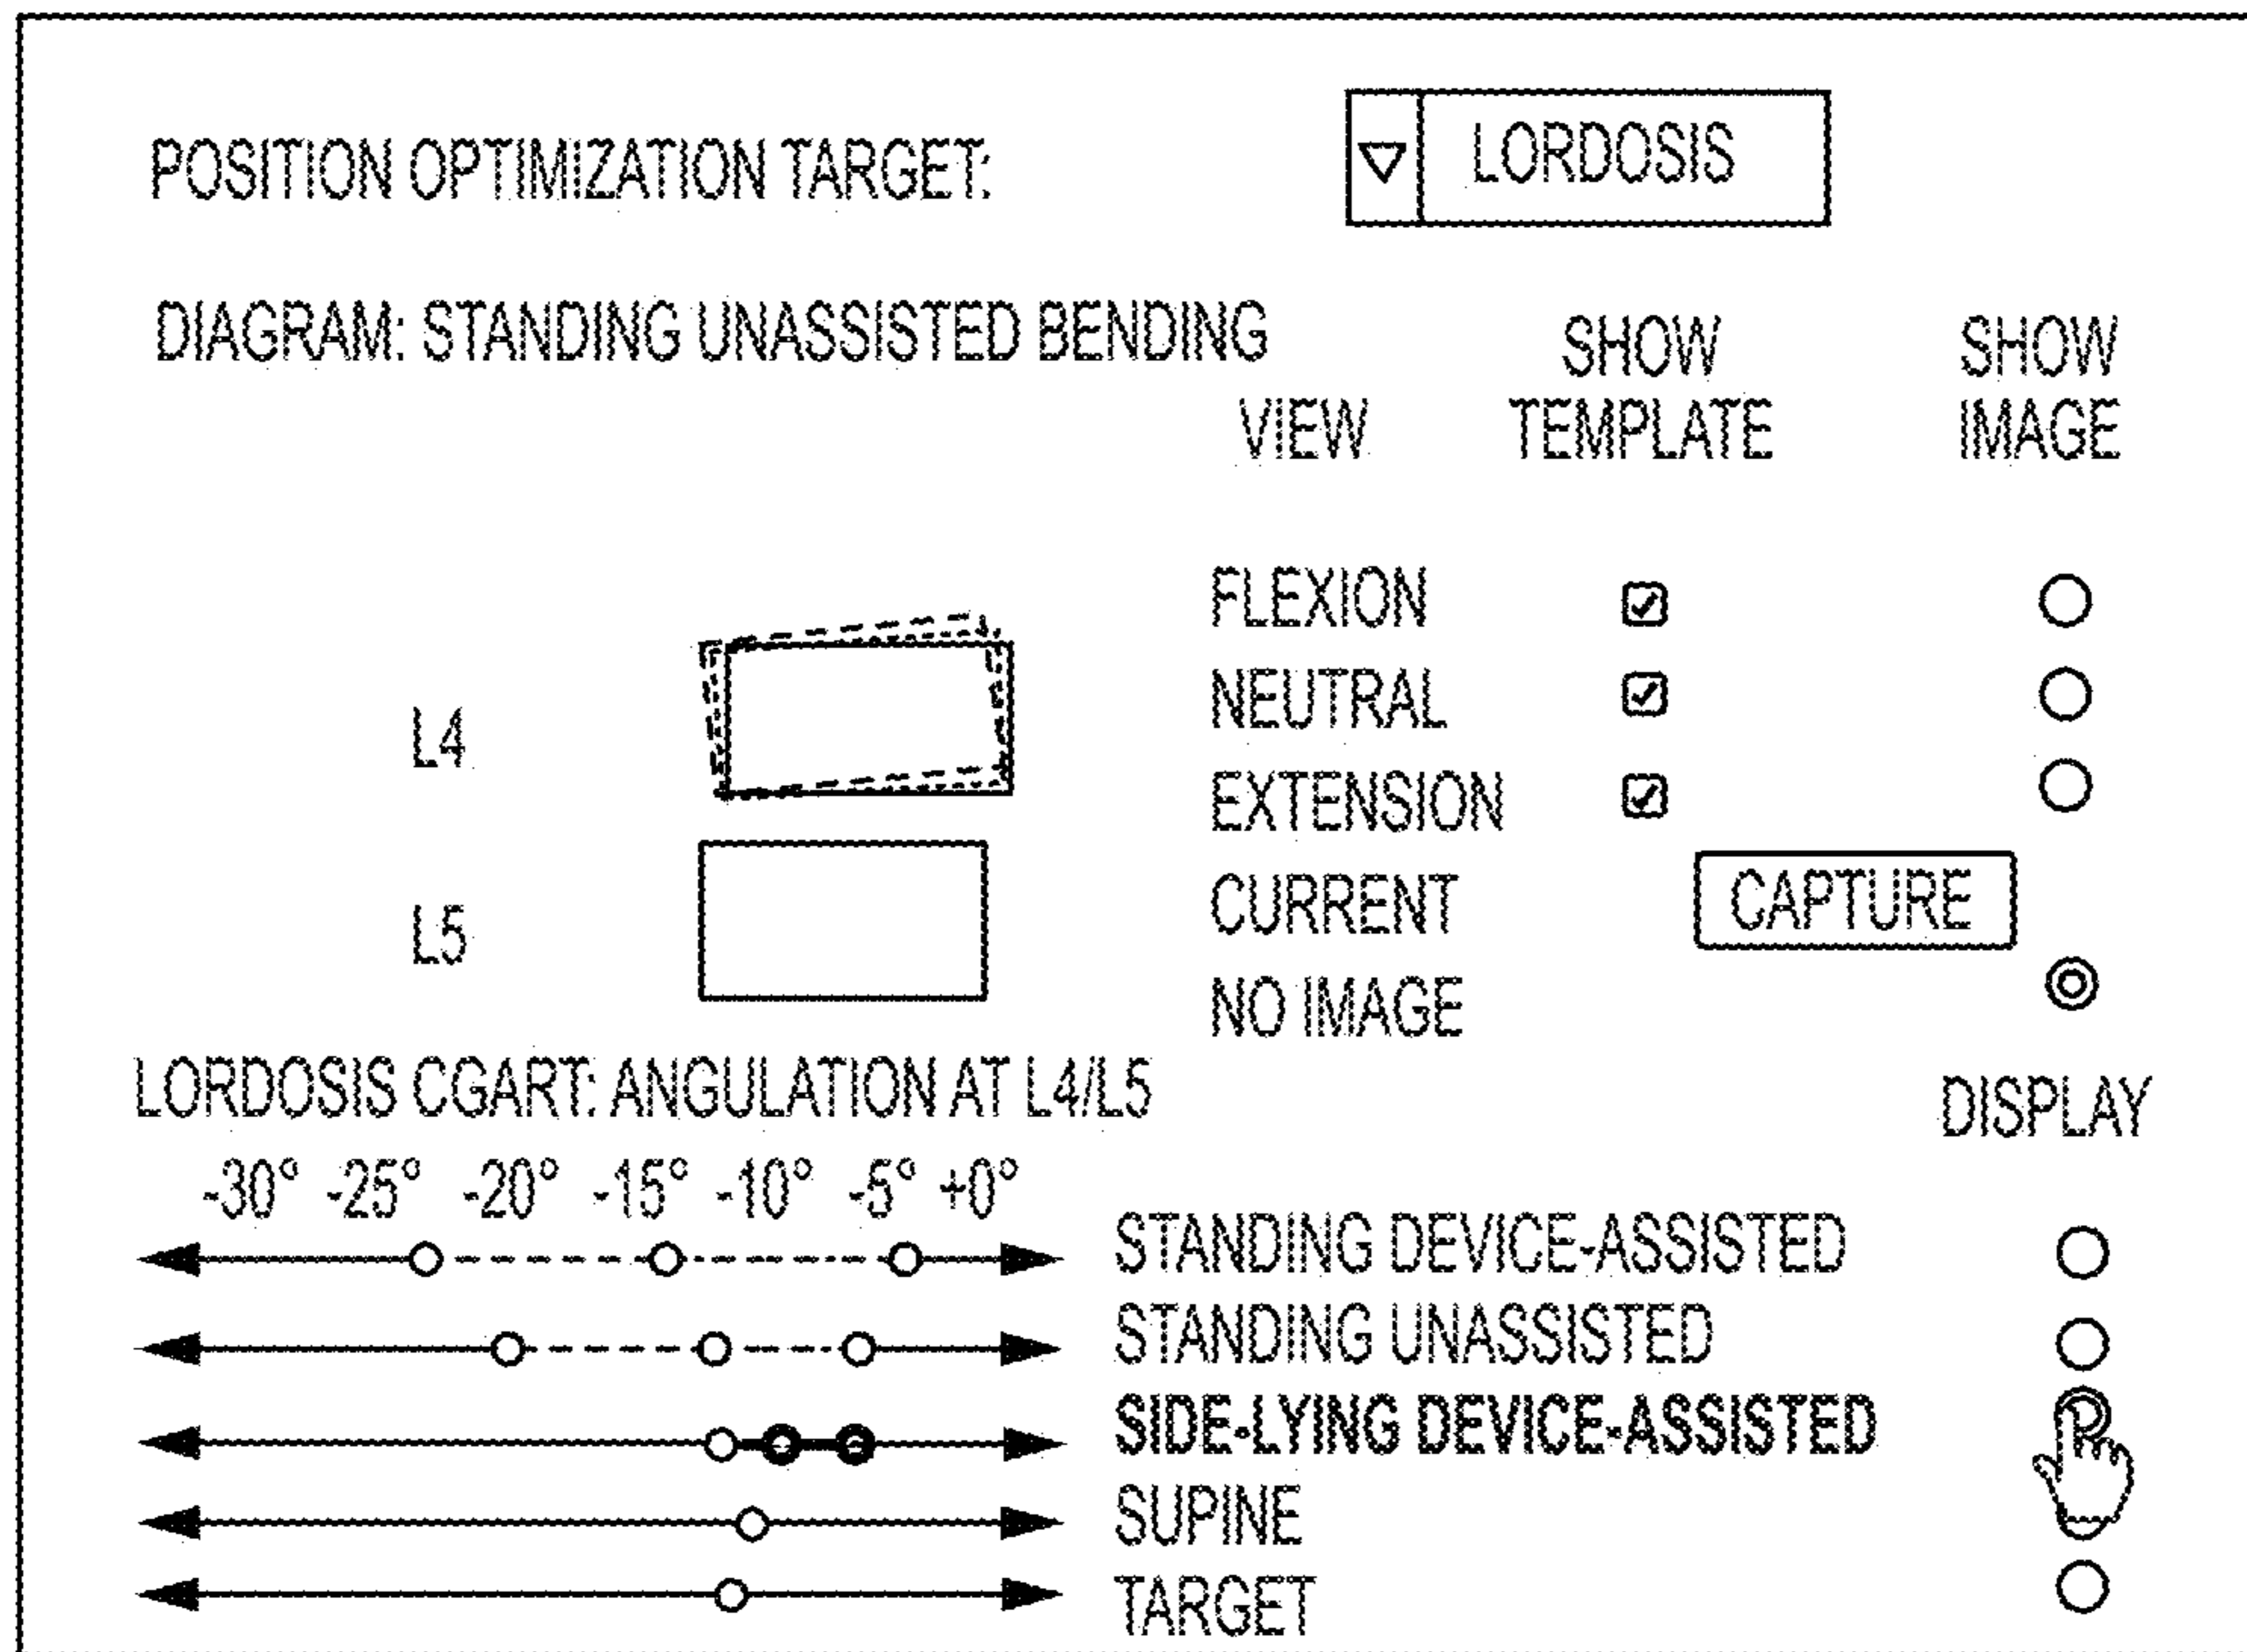 POSITION OPTIMIZATION TARGET:
LORDOSIS
DIAGRAM: STANDING UNASSISTED BENDING
VIEW
SHOW
TEMPLATE
SHOW
IMAGE
FLEXION
NEUTRAL
L4
EXTENSION
CURRENT
CAPTURE
L5
NO IMAGE
LORDOSIS CGART: ANGULATION AT L4/L5
DISPLAY
-30° -25° -20° -15° -10° -5° +0°
STANDING DEVICE-ASSISTED
STANDING UNASSISTED
SIDE-LYING DEVICE-ASSISTED
SUPINE
TARGET